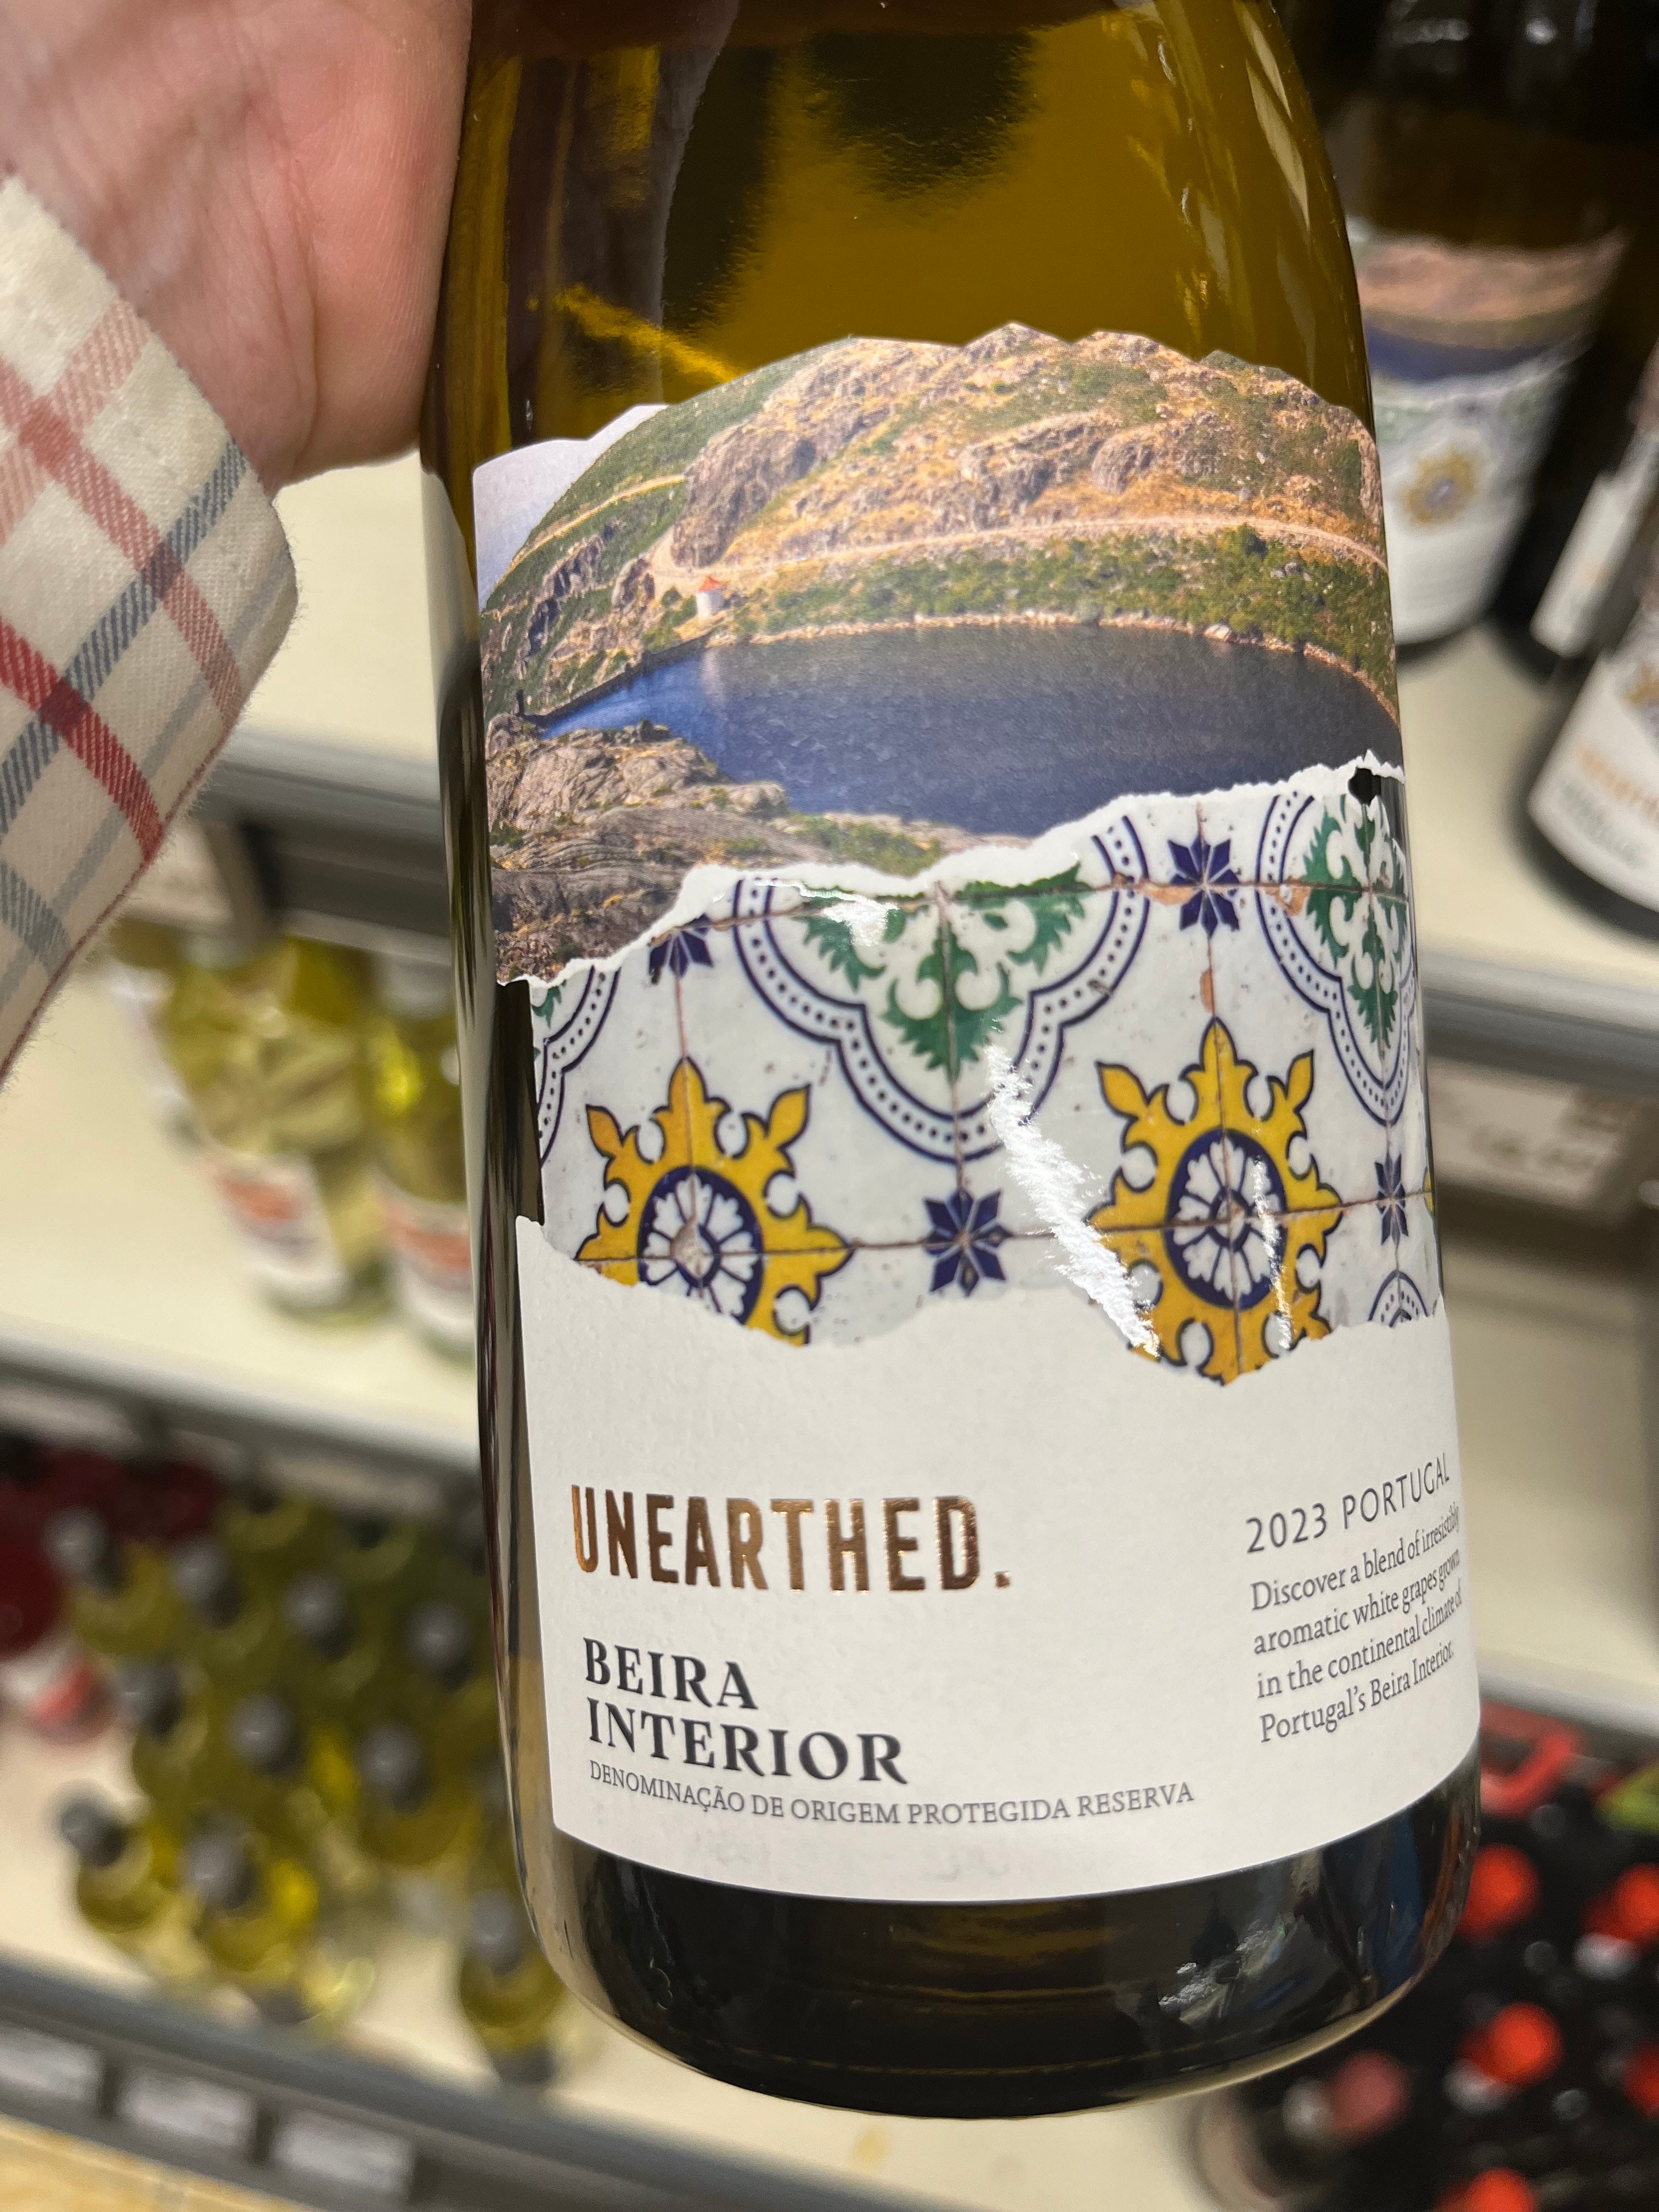 UNEARTHED.
BEIRA
INTERIOR
DENOMINAÇÃO DE ORIGEM PROTEGIDA RESERVA
2023 PORTUGAL
Discover a blend of irresistibly
aromatic white grapes grown
in the continental climate of
Portugal's Beira Interior.